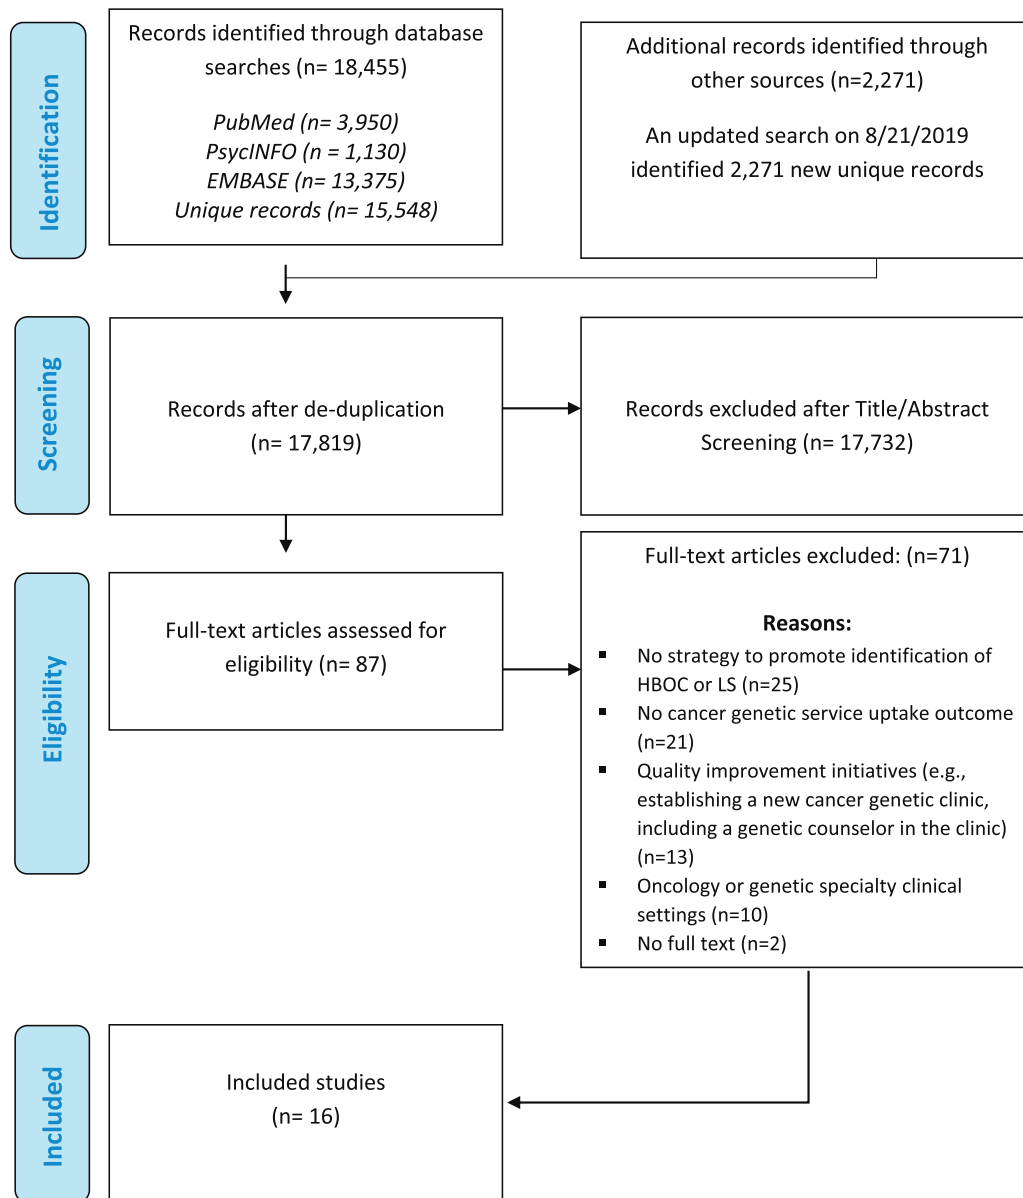 Identification
Records identified through database
searches (n= 18,455)
PubMed (n= 3,950)
PsycINFO (n = 1,130)
EMBASE (n= 13,375)
Unique records (n= 15,548)
Additional records identified through
other sources (n=2,271)
An updated search on 8/21/2019
identified 2,271 new unique records
Screening
Records after de-duplication
(n= 17,819)
Records excluded after Title/Abstract
Screening (n= 17,732)
Eligibility
Full-text articles assessed for
eligibility (n= 87)
Full-text articles excluded: (n=71)
Reasons:
▪ No strategy to promote identification of
HBOC or LS (n=25)
▪ No cancer genetic service uptake outcome
(n=21)
▪ Quality improvement initiatives (e.g.,
establishing a new cancer genetic clinic,
including a genetic counselor in the clinic)
(n=13)
▪ Oncology or genetic specialty clinical
settings (n=10)
▪ No full text (n=2)
Included
Included studies
(n= 16)